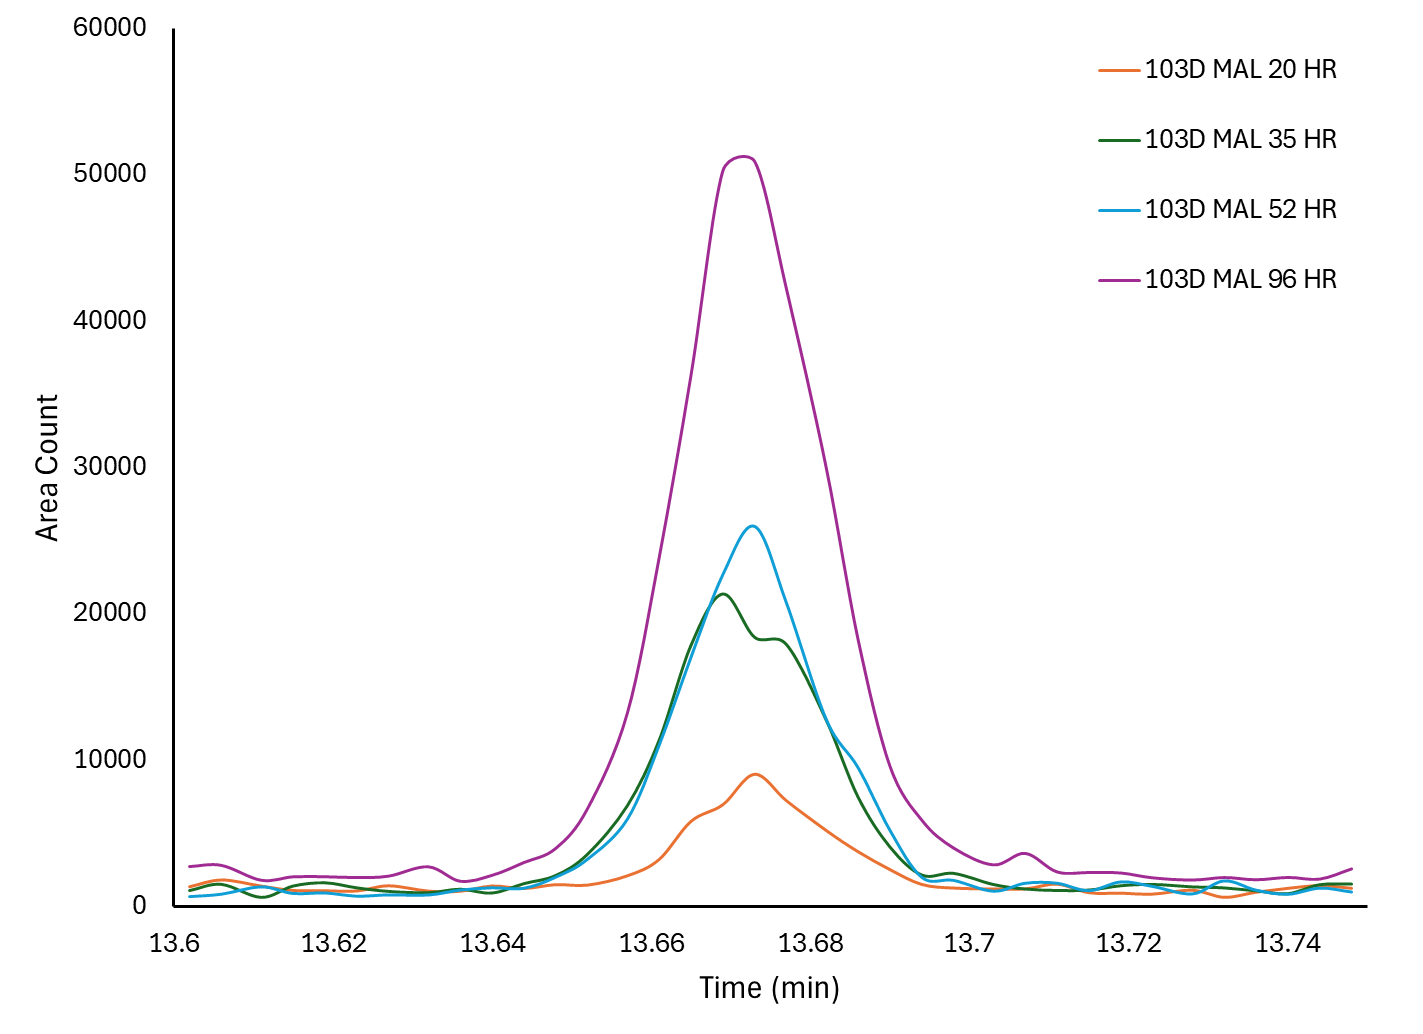 60000
50000
40000
30000
20000
10000
0
Area Count
103D MAL 20 HR
103D MAL 35 HR
103D MAL 52 HR
103D MAL 96 HR
13.6 13.62 13.64 13.66 13.68 13.7 13.72 13.74
Time (min)